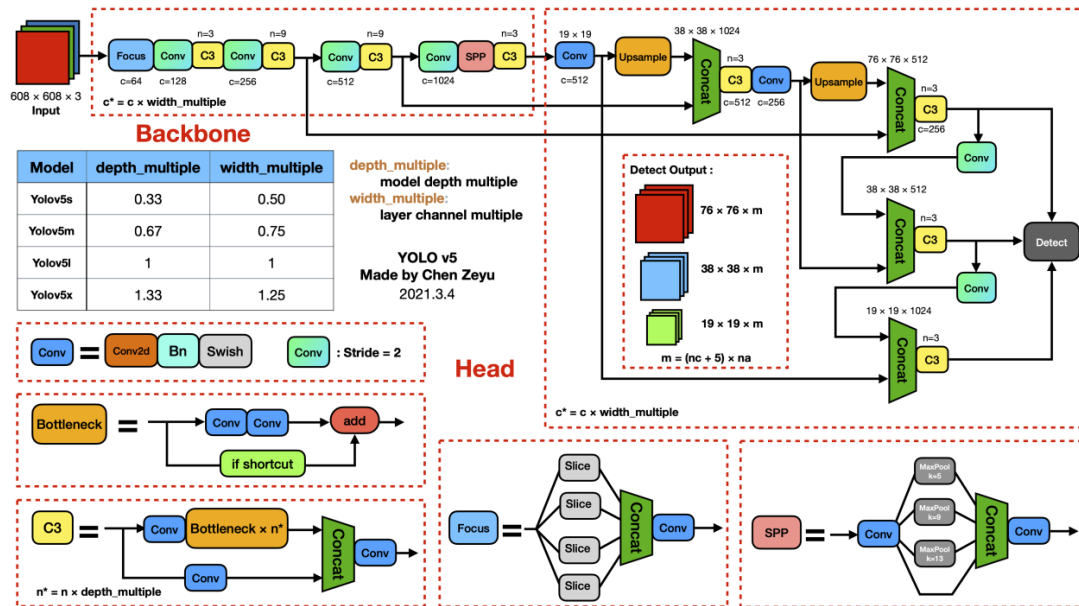 n=3
n=9
n=9
n=3
Focus
Conv
C3
Conv
C3
Conv
C3
Conv
SPP
C3
c=64
c=128
c=256
c=512
c=1024
608 × 608 × 3
Input
c* = c × width_multiple
Backbone
19 × 19
Conv
c=512
Upsample
38 × 38 × 1024
Concat
n=3
C3
Conv
c=512
c=256
Upsample
76 × 76 × 512
Concat
n=3
C3
c=256
Conv
38 × 38 × 512
Concat
n=3
C3
Conv
Detect
19 × 19 × 1024
Concat
n=3
C3
c* = c × width_multiple
Detect Output :
76 × 76 × m
38 × 38 × m
19 × 19 × m
m = (nc + 5) × na
Head
Model depth_multiple width_multiple
Yolov5s 0.33 0.50
Yolov5m 0.67 0.75
Yolov5l 1 1
Yolov5x 1.33 1.25
depth_multiple:
model depth multiple
width_multiple:
layer channel multiple
YOLO v5
Made by Chen Zeyu
2021.3.4
Conv = Conv2d Bn Swish
Conv : Stride = 2
Bottleneck =
Conv Conv add
if shortcut
C3 =
Conv Bottleneck × n*
Conv
Concat
Conv
n* = n × depth_multiple
Focus =
Slice
Slice
Slice
Slice
Concat
Conv
SPP =
Conv
MaxPool
k=5
MaxPool
k=9
MaxPool
k=13
Concat
Conv